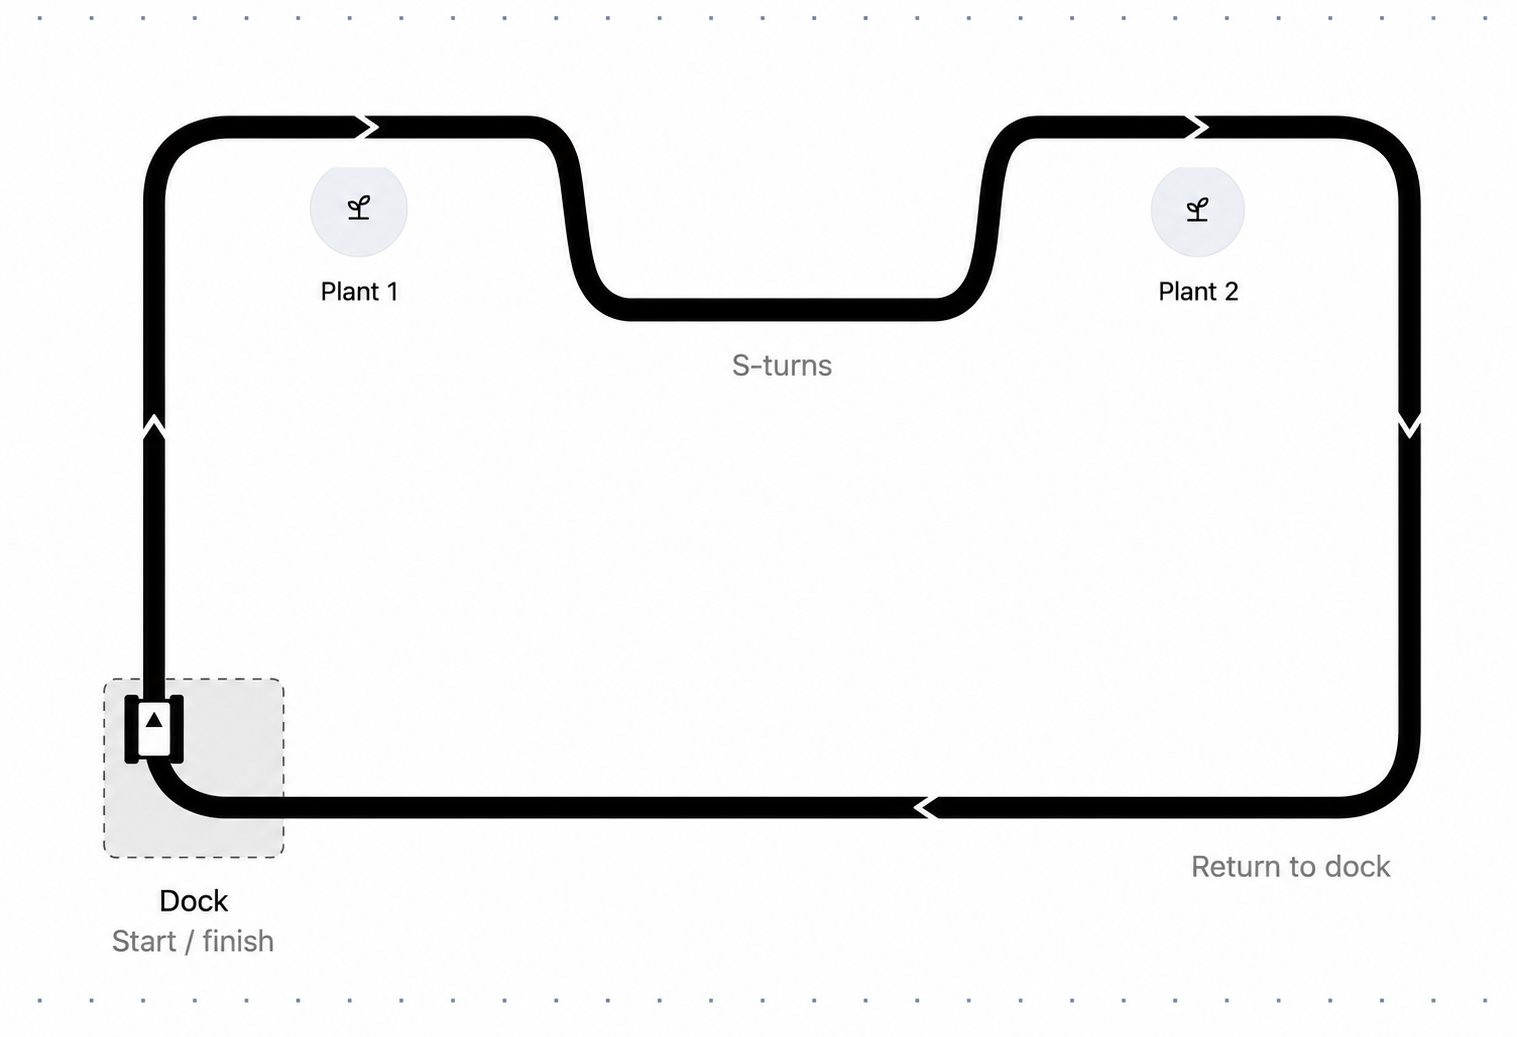 Plant 1
Plant 2
S-turns
Return to dock
Dock
Start / finish